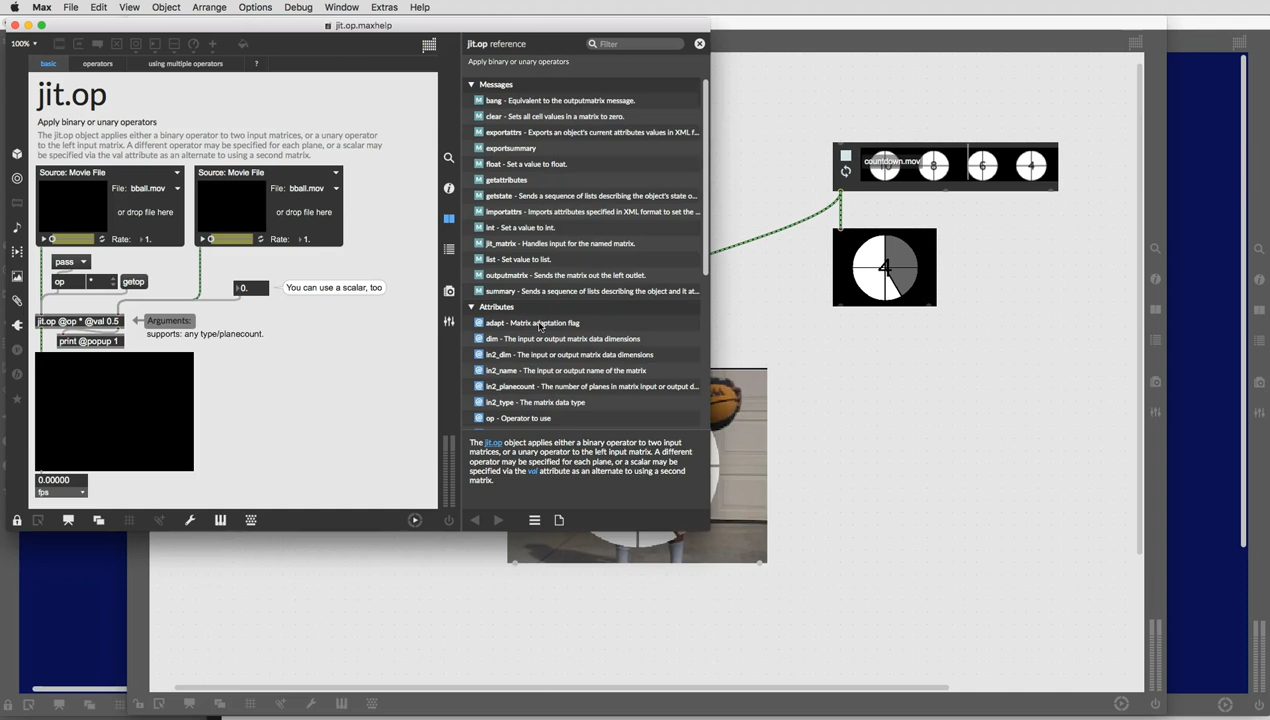 Max File Edit View Object Arrange Options Debug Window Extras Help
jit.op.maxhelp
100%
basic operators using multiple operators ?
jit.op
Apply binary or unary operators
The jit.op object applies either a binary operator to two input matrices, or a unary operator
to the left input matrix. A different operator may be specified for each plane, or a scalar may
be specified via the val attribute as an alternate to using a second matrix.
Source: Movie File
File: bball.mov
or drop file here
Rate: 1.
Source: Movie File
File: bball.mov
or drop file here
Rate: 1.
pass
op * getop
0. You can use a scalar, too
jit.op @op * @val 0.5 Arguments:
supports: any type/planecount.
print @popup 1
0.00000
fps
jit.op reference
Filter
Apply binary or unary operators
Messages
bang - Equivalent to the outputmatrix message.
clear - Sets all cell values in a matrix to zero.
exportattrs - Exports an object's current attributes values in XML f...
exportsummary
float - Set a value to float.
getattributes
getstate - Sends a sequence of lists describing the object's state o...
importattrs - Imports attributes specified in XML format to set the ...
int - Set a value to int.
jit_matrix - Handles input for the named matrix.
list - Set value to list.
outputmatrix - Sends the matrix out the left outlet.
summary - Sends a sequence of lists describing the object and it at...
Attributes
adapt - Matrix adaptation flag
dim - The input or output matrix data dimensions
in2_dim - The input or output matrix data dimensions
in2_name - The input or output name of the matrix
in2_planecount - The number of planes in matrix input or output d...
in2_type - The matrix data type
op - Operator to use
The jit.op object applies either a binary operator to two input
matrices, or a unary operator to the left input matrix. A different
operator may be specified for each plane, or a scalar may be
specified via the val attribute as an alternate to using a second
matrix.
countdown.mov
8 6 4
4